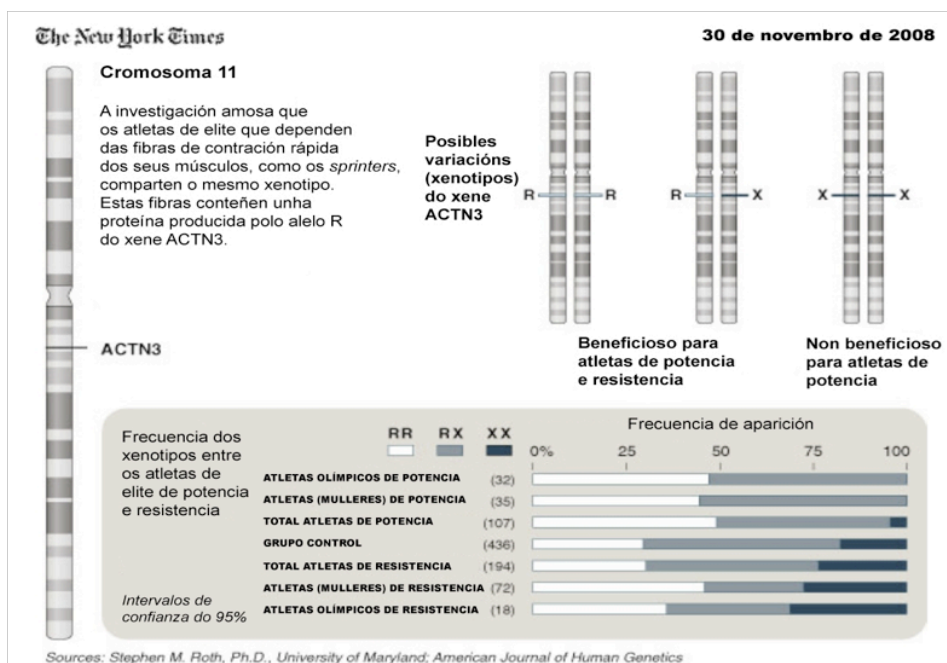 The New York Times
30 de novembro de 2008
Cromosoma 11
A investigación amosa que
os atletas de elite que dependen
das fibras de contración rápida
dos seus músculos, como os sprinters,
comparten o mesmo xenotipo.
Estas fibras conteñen unha
proteína producida polo alelo R
do xene ACTN3.
ACTN3
Posibles
variacións
(xenotipos)
do xene
ACTN3
R R
R X
X X
Beneficioso para
atletas de potencia
e resistencia
Non beneficioso
para atletas de
potencia
Frecuencia dos
xenotipos entre
os atletas de
elite de potencia
e resistencia
Intervalos de
confianza do 95%
RR RX XX
Frecuencia de aparición
0% 25 50 75 100
ATLETAS OLÍMPICOS DE POTENCIA (32)
ATLETAS (MULLERES) DE POTENCIA (35)
TOTAL ATLETAS DE POTENCIA (107)
GRUPO CONTROL (436)
TOTAL ATLETAS DE RESISTENCIA (194)
ATLETAS (MULLERES) DE RESISTENCIA (72)
ATLETAS OLÍMPICOS DE RESISTENCIA (18)
Sources: Stephen M. Roth, Ph.D., University of Maryland; American Journal of Human Genetics